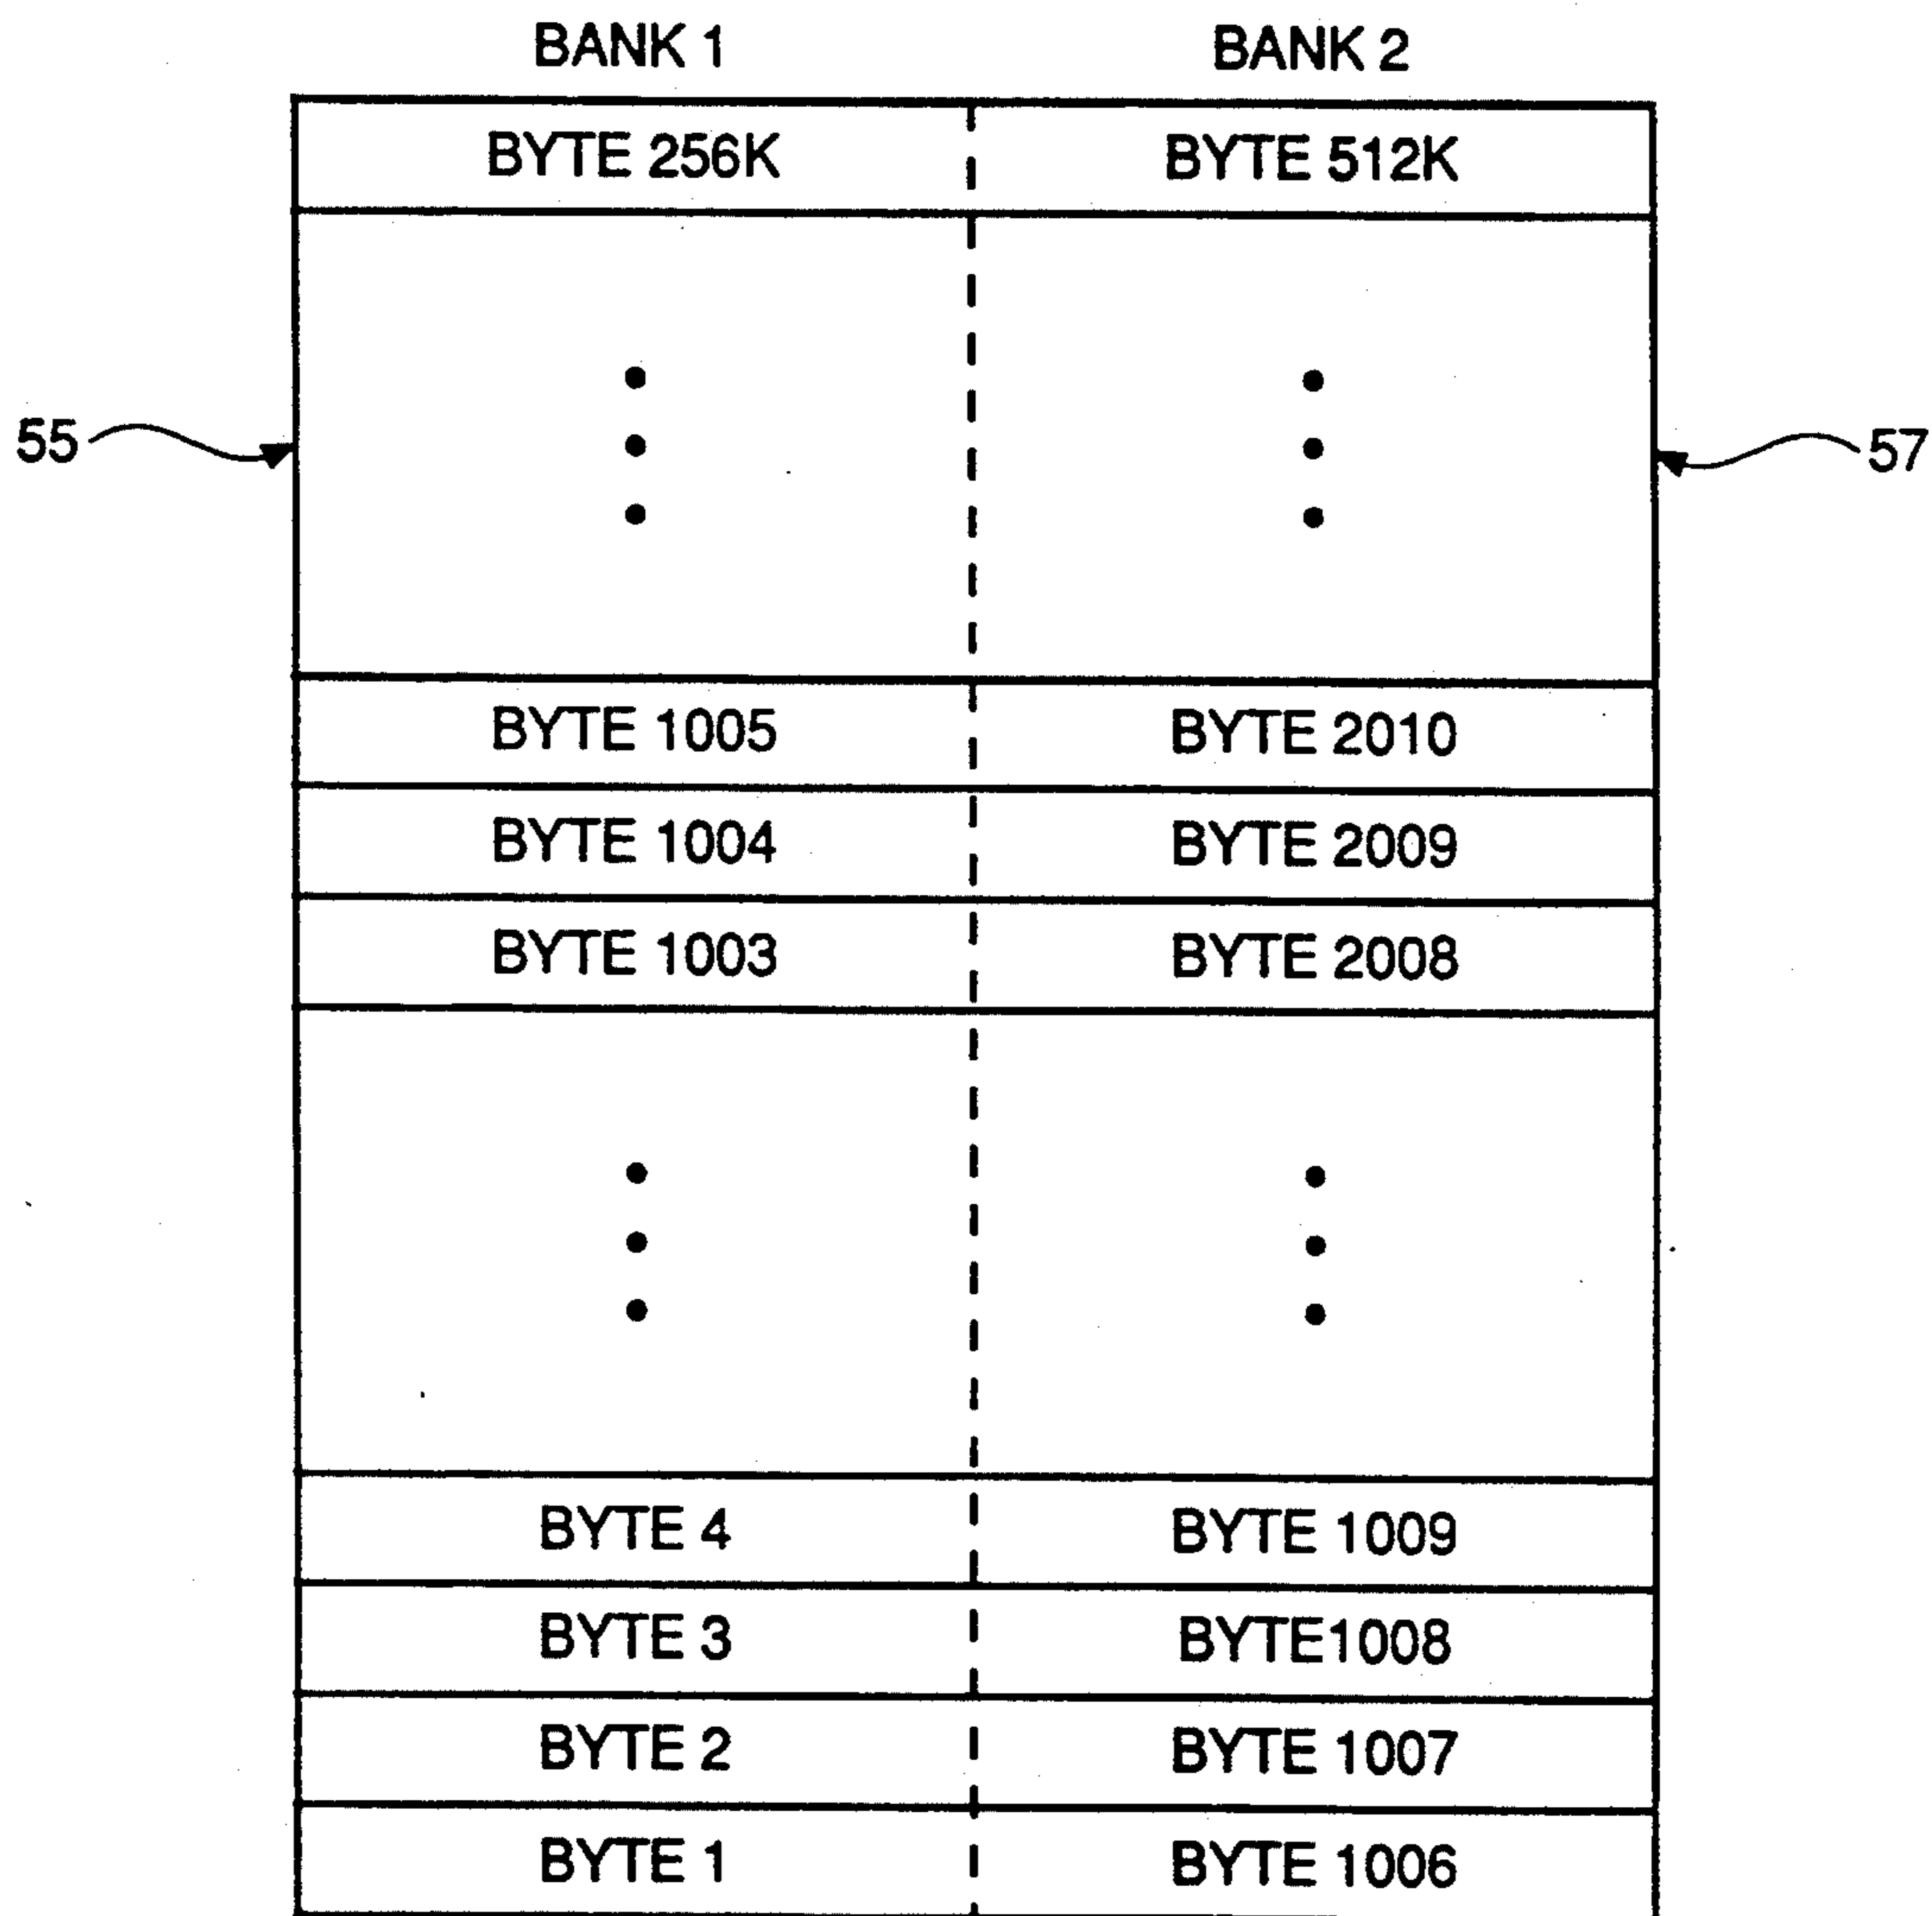 BANK 1 BANK 2
BYTE 256K BYTE 512K
55 57
BYTE 1005 BYTE 2010
BYTE 1004 BYTE 2009
BYTE 1003 BYTE 2008
BYTE 4 BYTE 1009
BYTE 3 BYTE1008
BYTE 2 BYTE 1007
BYTE 1 BYTE 1006